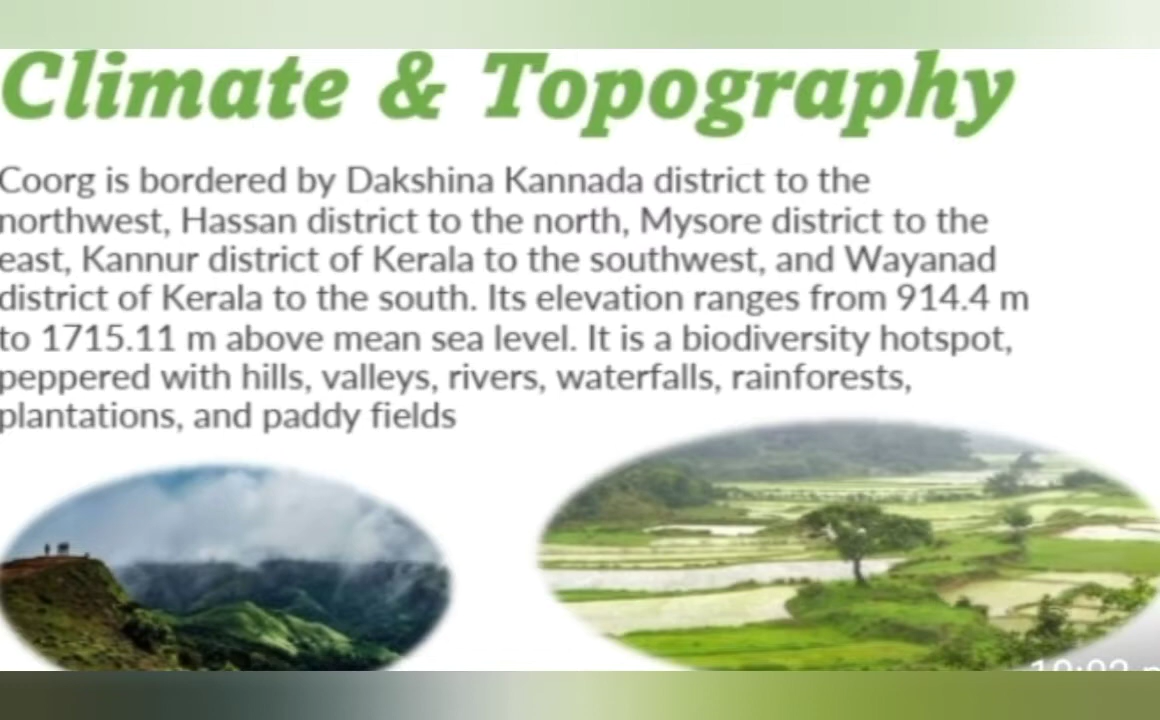 Climate & Topography
Coorg is bordered by Dakshina Kannada district to the
northwest, Hassan district to the north, Mysore district to the
east, Kannur district of Kerala to the southwest, and Wayanad
district of Kerala to the south. Its elevation ranges from 914.4 m
to 1715.11 m above mean sea level. It is a biodiversity hotspot,
peppered with hills, valleys, rivers, waterfalls, rainforests,
plantations, and paddy fields